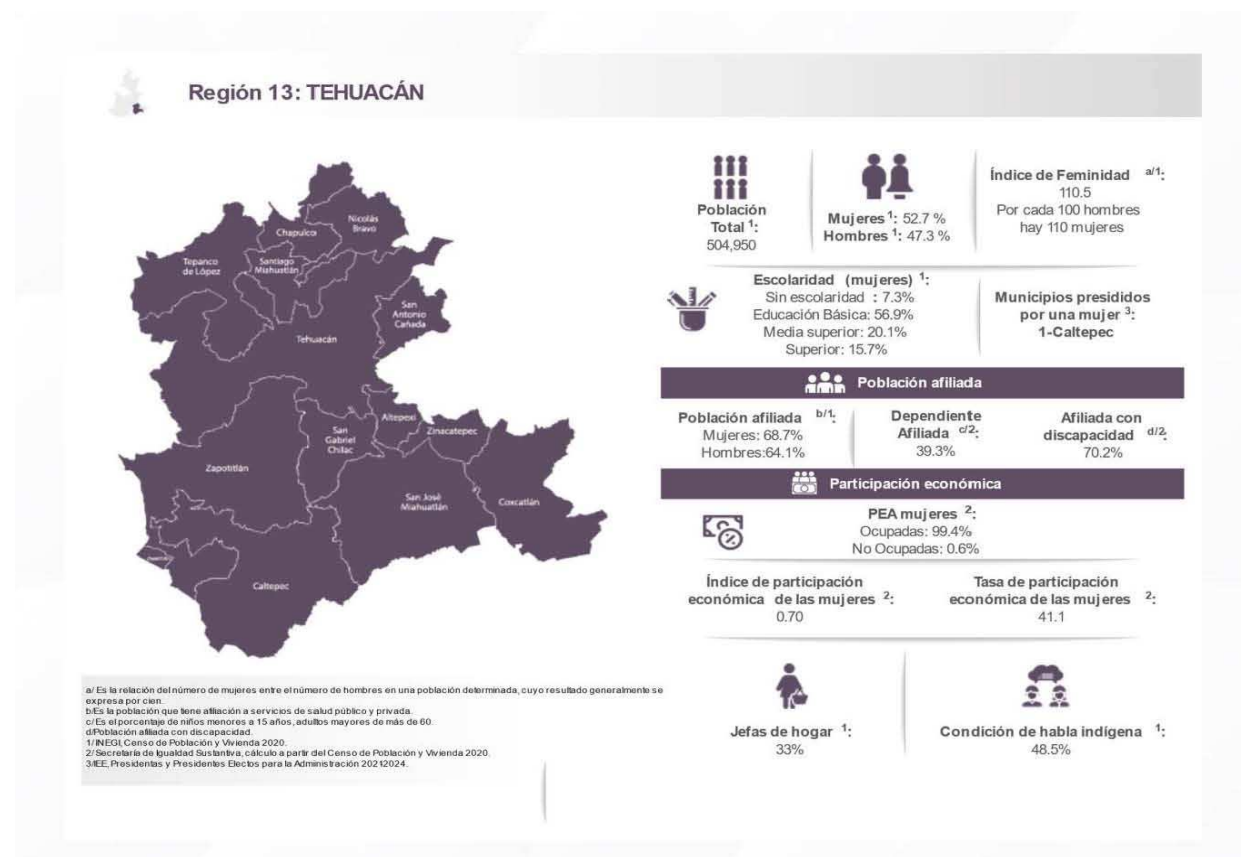 Región 13: TEHUACÁN
Nicolás
Bravo
Chapulco
Tepanco
de López
Santiago
Miahuatlán
San
Antonio
Cañada
Tehuacán
Altepexi
Zinacatepec
San
Gabriel
Chilac
Zapotitlán
San José
Miahuatlán
Coxcatlán
Caltepec
Población
Total 1:
504,950
Mujeres 1: 52.7 %
Hombres 1: 47.3 %
Índice de Feminidad a/1:
110.5
Por cada 100 hombres
hay 110 mujeres
Escolaridad (mujeres) 1:
Sin escolaridad : 7.3%
Educación Básica: 56.9%
Media superior: 20.1%
Superior: 15.7%
Municipios presididos
por una mujer 3:
1-Caltepec
Población afiliada
Población afiliada b/1:
Mujeres: 68.7%
Hombres:64.1%
Dependiente
Afiliada c/2:
39.3%
Afiliada con
discapacidad d/2:
70.2%
Participación económica
PEA mujeres 2:
Ocupadas: 99.4%
No Ocupadas: 0.6%
Índice de participación
económica de las mujeres 2:
0.70
Tasa de participación
económica de las mujeres 2:
41.1
Jefas de hogar 1:
33%
Condición de habla indígena 1:
48.5%
a/ Es la relación del número de mujeres entre el número de hombres en una población determinada, cuyo resultado generalmente se
expresa por cien.
b/Es la población que tiene afiliación a servicios de salud público y privada.
c/ Es el porcentaje de niños menores a 15 años, adultos mayores de más de 60.
d/Población afiliada con discapacidad.
1/ INEGI, Censo de Población y Vivienda 2020.
2/ Secretaría de Igualdad Sustantiva, cálculo a partir del Censo de Población y Vivienda 2020.
3/IEE, Presidentas y Presidentes Electos para la Administración 20212024.